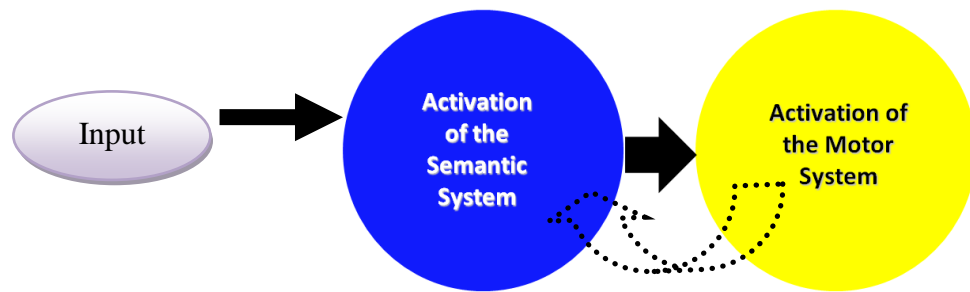 Input
Activation
of the
Semantic
System
Activation of
the Motor
System